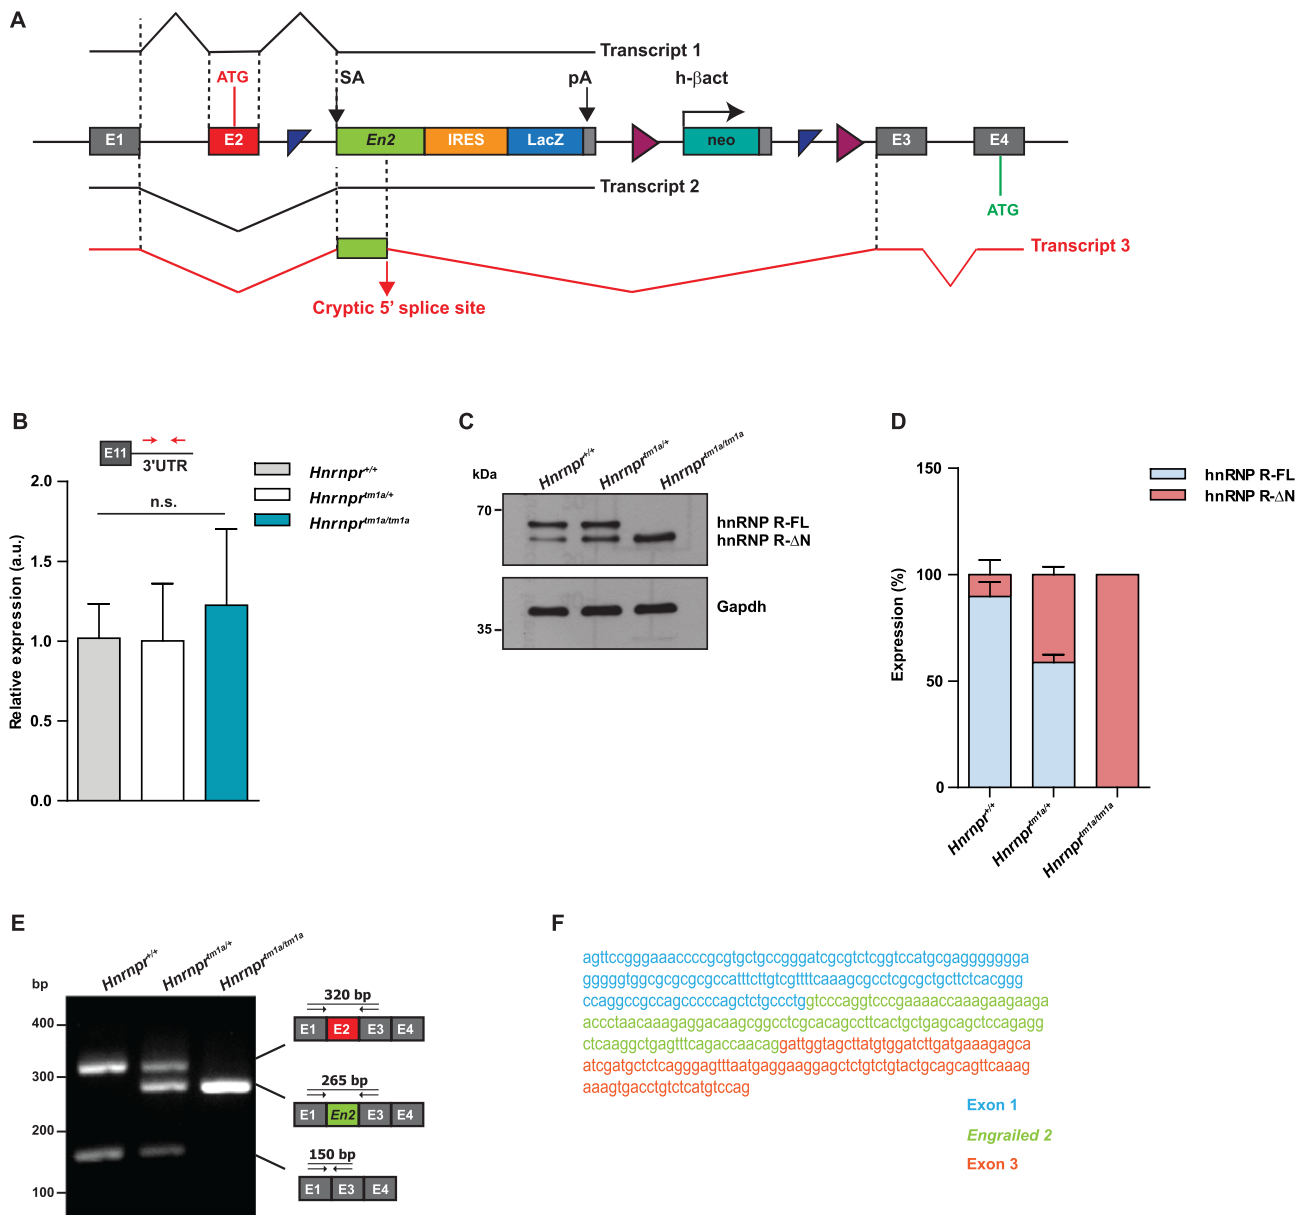 A
Transcript 1
ATG
SA
pA
h-βact
E1
E2
En2
IRES
LacZ
neo
E3
E4
Transcript 2
ATG
Transcript 3
Cryptic 5' splice site
B
E11
3'UTR
n.s.
Hnrnpr+/+
Hnrnprtm1a/+
Hnrnprtm1a/tm1a
Relative expression (a.u.)
2.0
1.5
1.0
0.5
0.0
C
Hnrnpr+/+
Hnrnprtm1a/+
Hnrnprtm1a/tm1a
kDa
70
hnRNP R-FL
hnRNP R-ΔN
Gapdh
35
D
hnRNP R-FL
hnRNP R-ΔN
Expression (%)
150
100
50
0
Hnrnpr+/+
Hnrnprtm1a/+
Hnrnprtm1a/tm1a
E
Hnrnpr+/+
Hnrnprtm1a/+
Hnrnprtm1a/tm1a
bp
400
300
200
100
320 bp
E1 E2 E3 E4
265 bp
E1 En2 E3 E4
150 bp
E1 E3 E4
F
agttccgggaaaccccgcgtgctgccgggatcgcgtctcggtccatgcgagggggggga
gggggtggcgcgcgcgccatttcttgtcgttttcaaagcgcctcgcgctgcttctcacggg
ccaggccgccagcccccagctctgccctggtcccaggtcccgaaaaccaaagaagaaga
accctaacaaagaggacaagcggcctcgcacagccttcactgctgagcagctccagagg
ctcaaggctgagtttcagaccaacaggattggtagcttatgtggatcttgatgaaagagca
atcgatgctctcagggagtttaatgaggaaggagctctgtctgtactgcagcagttcaaag
aaagtgacctgtctcatgtccag
Exon 1
Engrailed 2
Exon 3